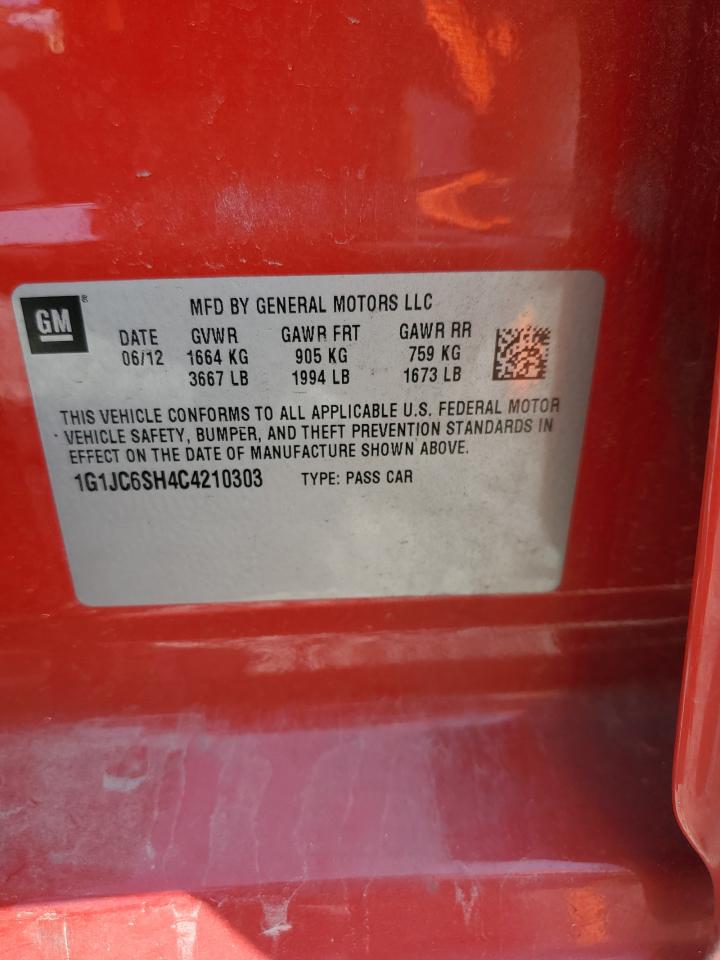 GM®
MFD BY GENERAL MOTORS LLC
DATE GVWR GAWR FRT GAWR RR
06/12 1664 KG 905 KG 759 KG
3667 LB 1994 LB 1673 LB
THIS VEHICLE CONFORMS TO ALL APPLICABLE U.S. FEDERAL MOTOR
VEHICLE SAFETY, BUMPER, AND THEFT PREVENTION STANDARDS IN
EFFECT ON THE DATE OF MANUFACTURE SHOWN ABOVE.
1G1JC6SH4C4210303 TYPE: PASS CAR